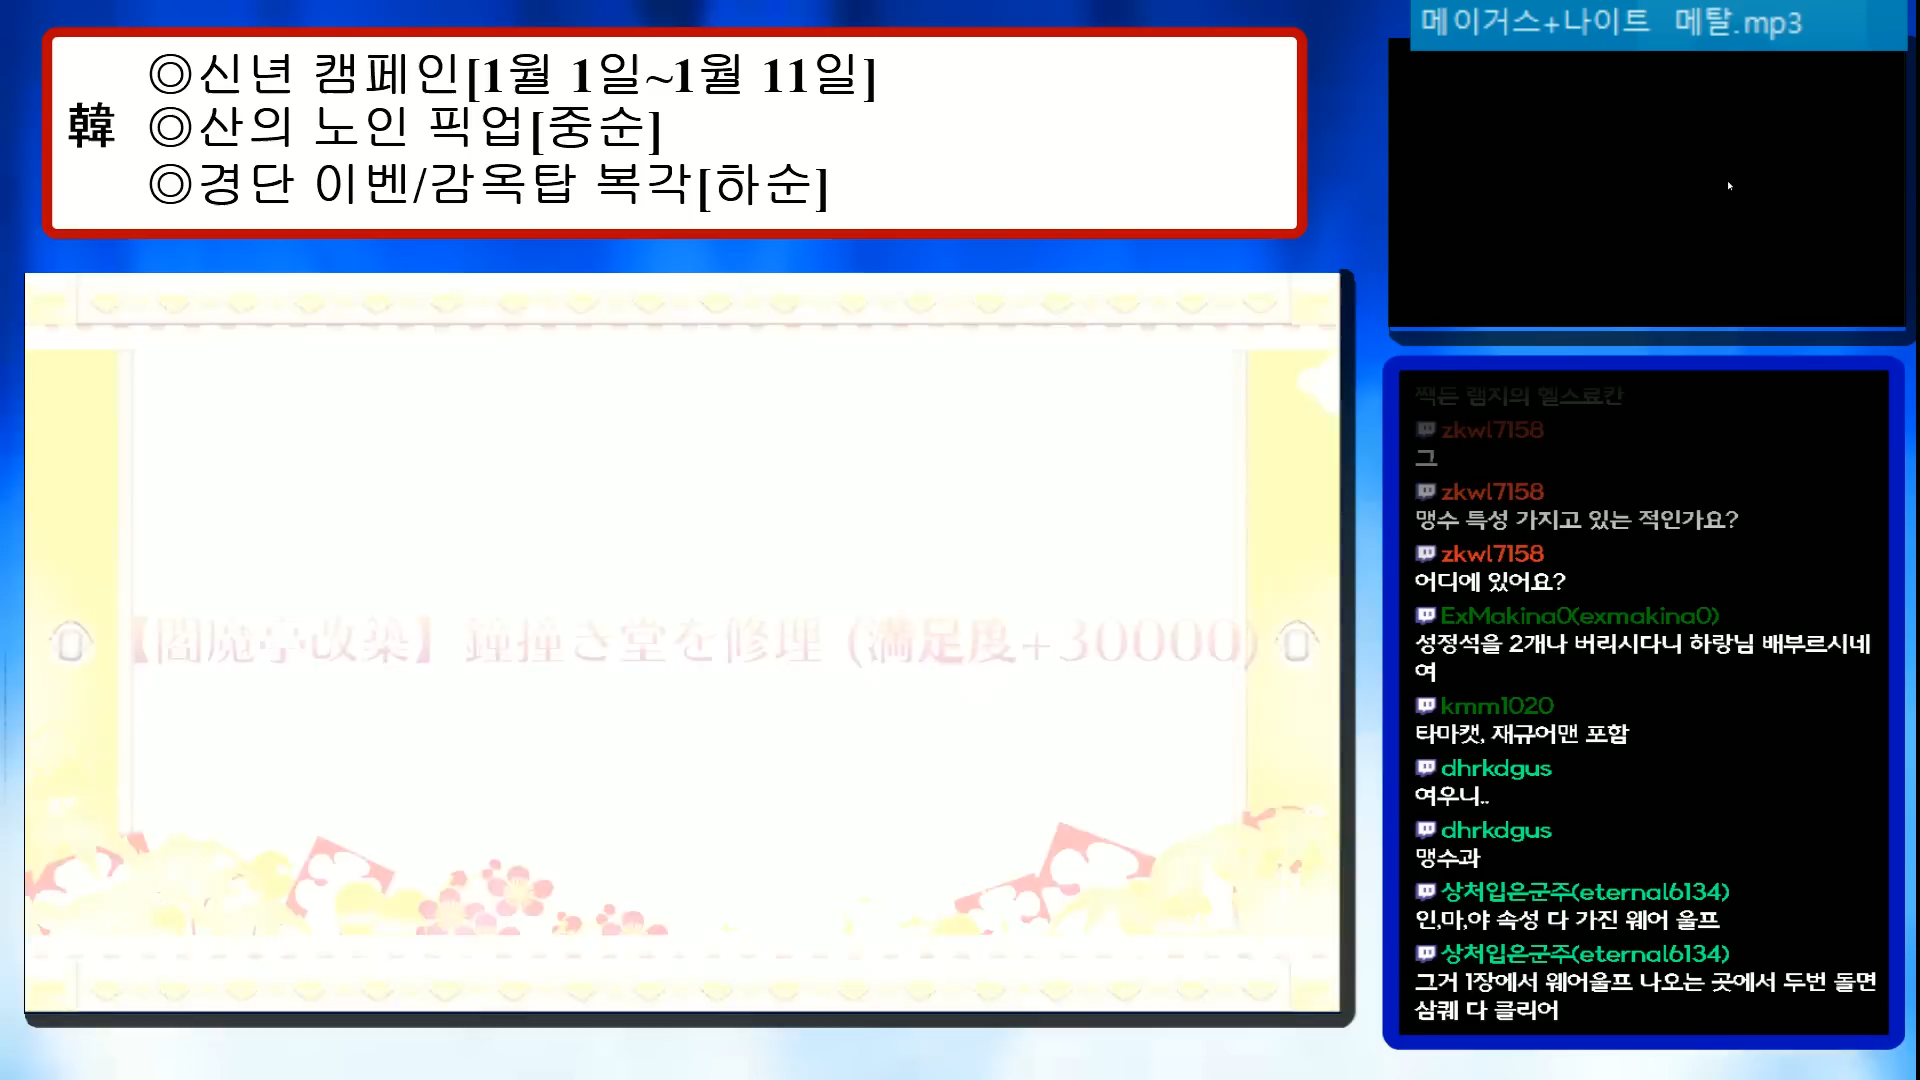 메이거스+나이트 메탈.mp3
◎신년 캠페인[1월 1일~1월 11일]
韓 ◎산의 노인 픽업[중순]
◎경단 이벤/감옥탑 복각[하순]
【閻魔亭改築】鐘撞き堂を修理 (満足度+30000)
쩍든 램지의 헬스료칸
zkwl7158
그
zkwl7158
맹수 특성 가지고 있는 적인가요?
zkwl7158
어디에 있어요?
ExMakina0(exmakina0)
성정석을 2개나 버리시다니 하랑님 배부르시네
여
kmm1020
타마캣, 재규어맨 포함
dhrkdgus
여우니..
dhrkdgus
맹수과
상처입은군주(eternal6134)
인,마,야 속성 다 가진 웨어 울프
상처입은군주(eternal6134)
그거 1장에서 웨어울프 나오는 곳에서 두번 돌면
삼퀘 다 클리어